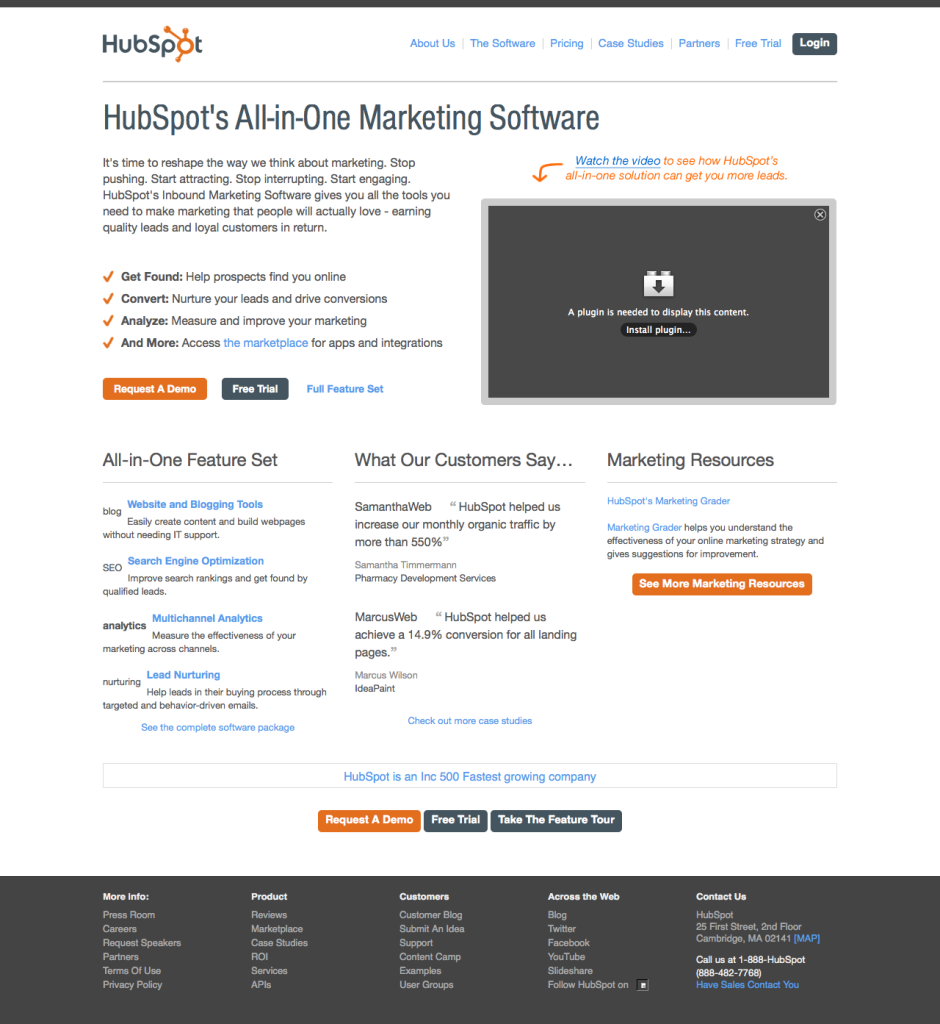 HubSpot
About Us | The Software | Pricing | Case Studies | Partners | Free Trial Login
HubSpot's All-in-One Marketing Software
It's time to reshape the way we think about marketing. Stop
pushing. Start attracting. Stop interrupting. Start engaging.
HubSpot's Inbound Marketing Software gives you all the tools you
need to make marketing that people will actually love - earning
quality leads and loyal customers in return.
Get Found: Help prospects find you online
Convert: Nurture your leads and drive conversions
Analyze: Measure and improve your marketing
And More: Access the marketplace for apps and integrations
Request A Demo Free Trial Full Feature Set
Watch the video to see how HubSpot's
all-in-one solution can get you more leads.
A plugin is needed to display this content.
Install plugin...
All-in-One Feature Set
blog Website and Blogging Tools
Easily create content and build webpages
without needing IT support.
SEO Search Engine Optimization
Improve search rankings and get found by
qualified leads.
analytics Multichannel Analytics
Measure the effectiveness of your
marketing across channels.
nurturing Lead Nurturing
Help leads in their buying process through
targeted and behavior-driven emails.
See the complete software package
What Our Customers Say…
SamanthaWeb “ HubSpot helped us
increase our monthly organic traffic by
more than 550%”
Samantha Timmermann
Pharmacy Development Services
MarcusWeb “ HubSpot helped us
achieve a 14.9% conversion for all landing
pages.”
Marcus Wilson
IdeaPaint
Check out more case studies
Marketing Resources
HubSpot's Marketing Grader
Marketing Grader helps you understand the
effectiveness of your online marketing strategy and
gives suggestions for improvement.
See More Marketing Resources
HubSpot is an Inc 500 Fastest growing company
Request A Demo Free Trial Take The Feature Tour
More Info:
Press Room
Careers
Request Speakers
Partners
Terms Of Use
Privacy Policy
Product
Reviews
Marketplace
Case Studies
ROI
Services
APIs
Customers
Customer Blog
Submit An Idea
Support
Content Camp
Examples
User Groups
Across the Web
Blog
Twitter
Facebook
YouTube
Slideshare
Follow HubSpot on
Contact Us
HubSpot
25 First Street, 2nd Floor
Cambridge, MA 02141 [MAP]
Call us at 1-888-HubSpot
(888-482-7768)
Have Sales Contact You